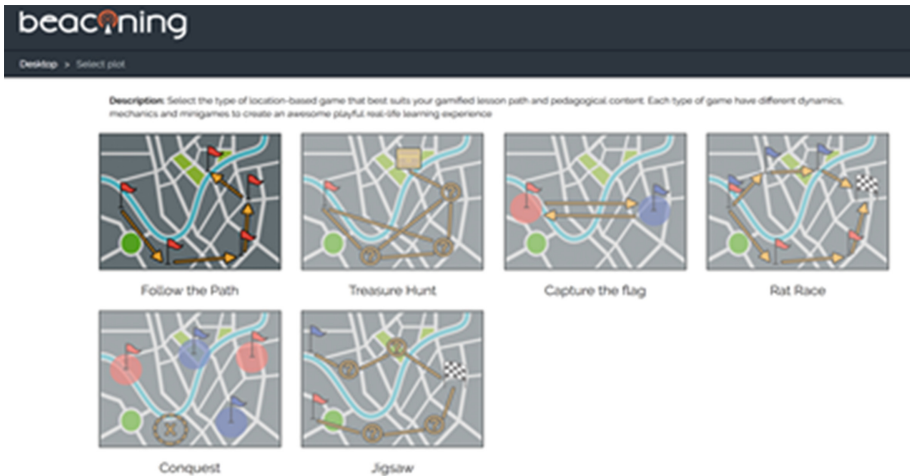 beaconing
Desktop > Select plot
Description: Select the type of location-based game that best suits your gamified lesson path and pedagogical content. Each type of game have different dynamics,
mechanics and minigames to create an awesome playful real-life learning experience
Follow the Path
Treasure Hunt
Capture the flag
Rat Race
Conquest
Jigsaw